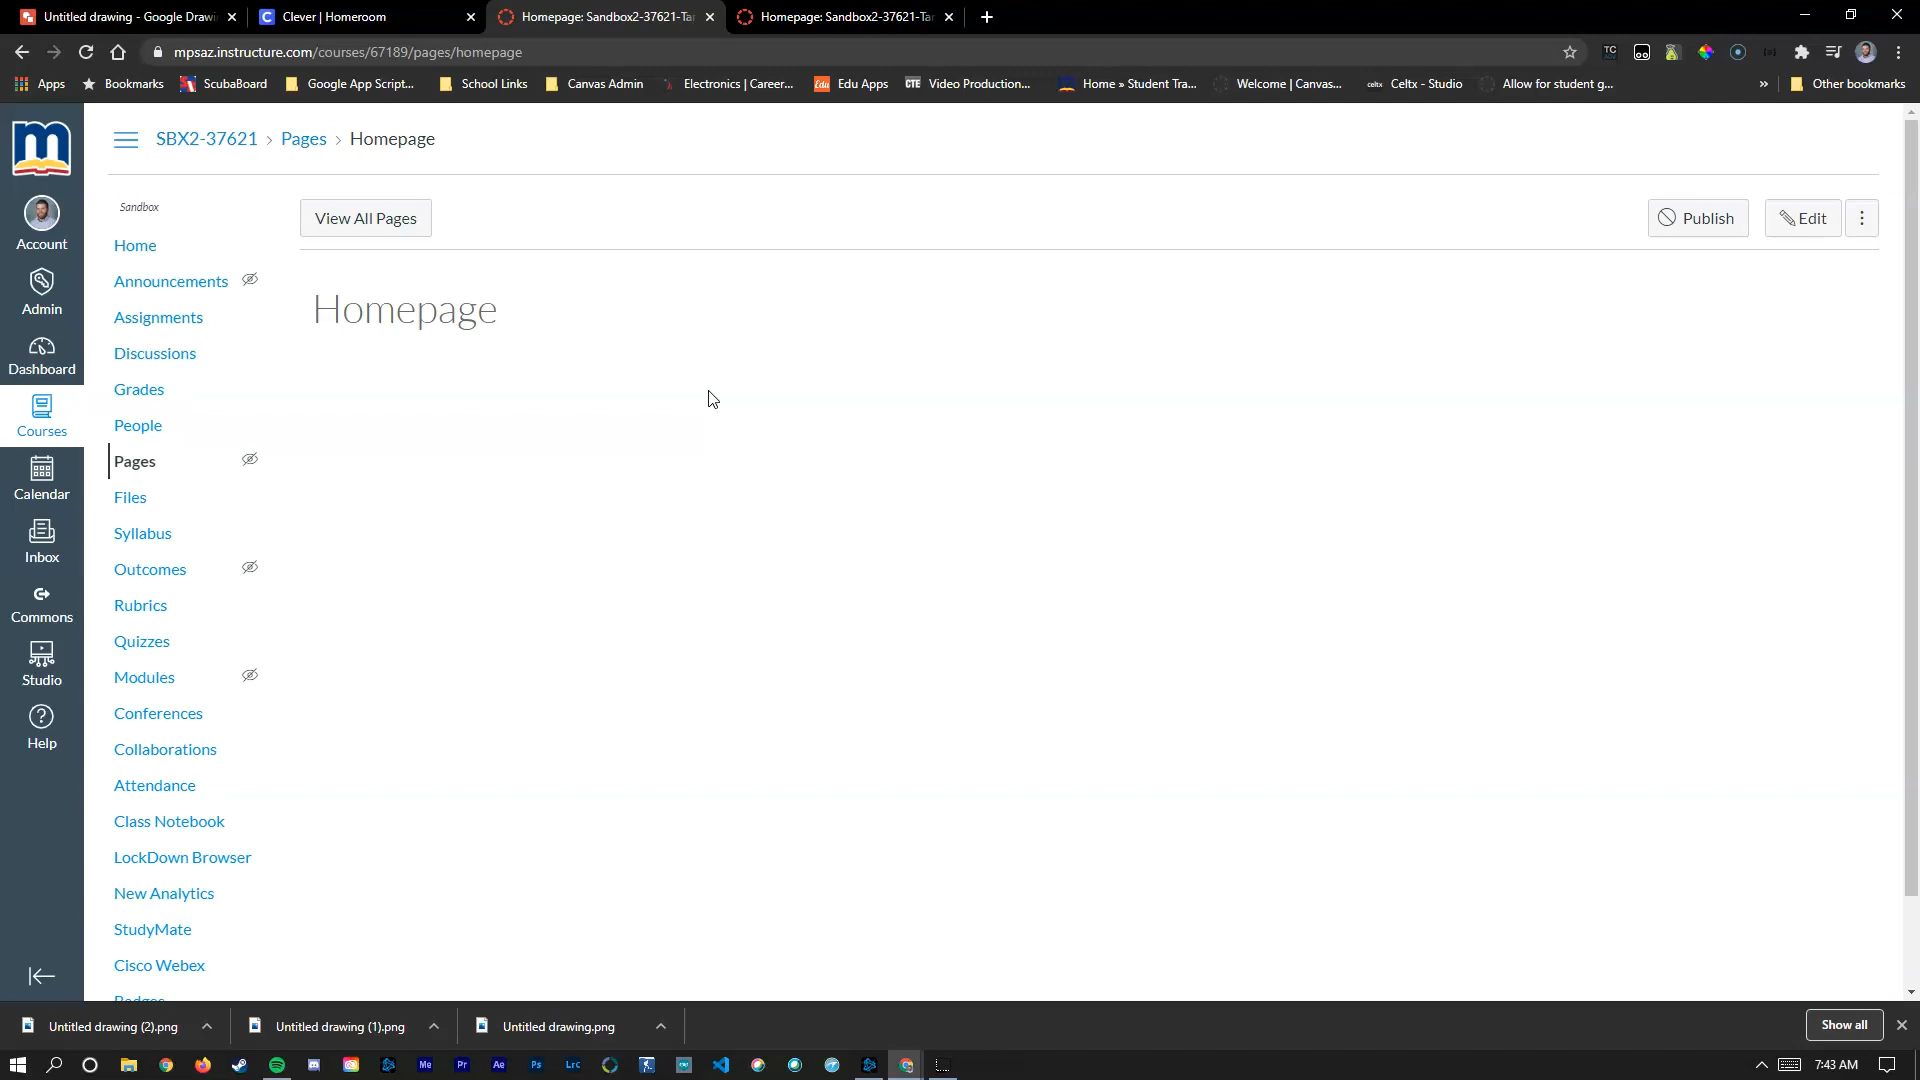 Untitled drawing - Google Drawi
Clever | Homeroom
Homepage: Sandbox2-37621-Tar
Homepage: Sandbox2-37621-Tar
mpsaz.instructure.com/courses/67189/pages/homepage
Apps
Bookmarks
ScubaBoard
Google App Script...
School Links
Canvas Admin
Electronics | Career...
Edu Apps
Video Production...
Home » Student Tra...
Welcome | Canvas...
Celtx - Studio
Allow for student g...
»
Other bookmarks
SBX2-37621 › Pages › Homepage
Account
Admin
Dashboard
Courses
Calendar
Inbox
Commons
Studio
Help
Sandbox
Home
Announcements
Assignments
Discussions
Grades
People
Pages
Files
Syllabus
Outcomes
Rubrics
Quizzes
Modules
Conferences
Collaborations
Attendance
Class Notebook
LockDown Browser
New Analytics
StudyMate
Cisco Webex
Badges
View All Pages
Publish
Edit
Homepage
Untitled drawing (2).png
Untitled drawing (1).png
Untitled drawing.png
Show all
7:43 AM